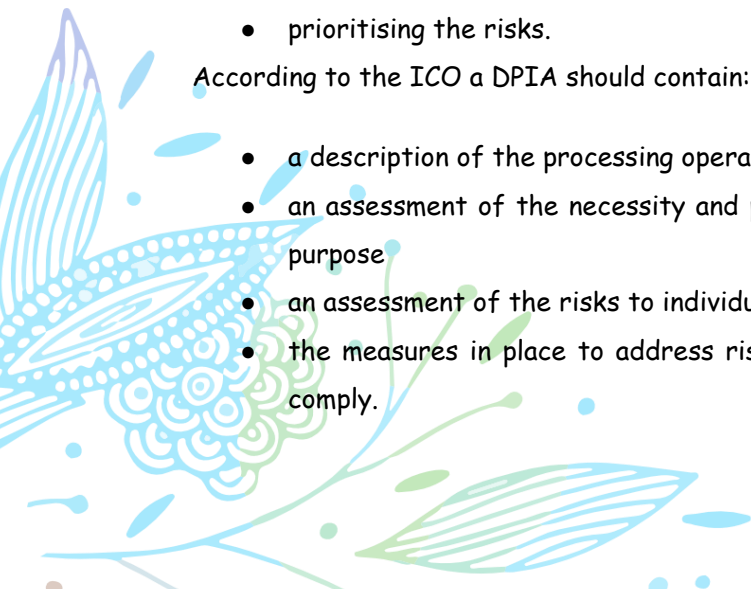 ● prioritising the risks.
According to the ICO a DPIA should contain:
● a description of the processing opera
● an assessment of the necessity and
purpose
● an assessment of the risks to individu
● the measures in place to address ris
comply.